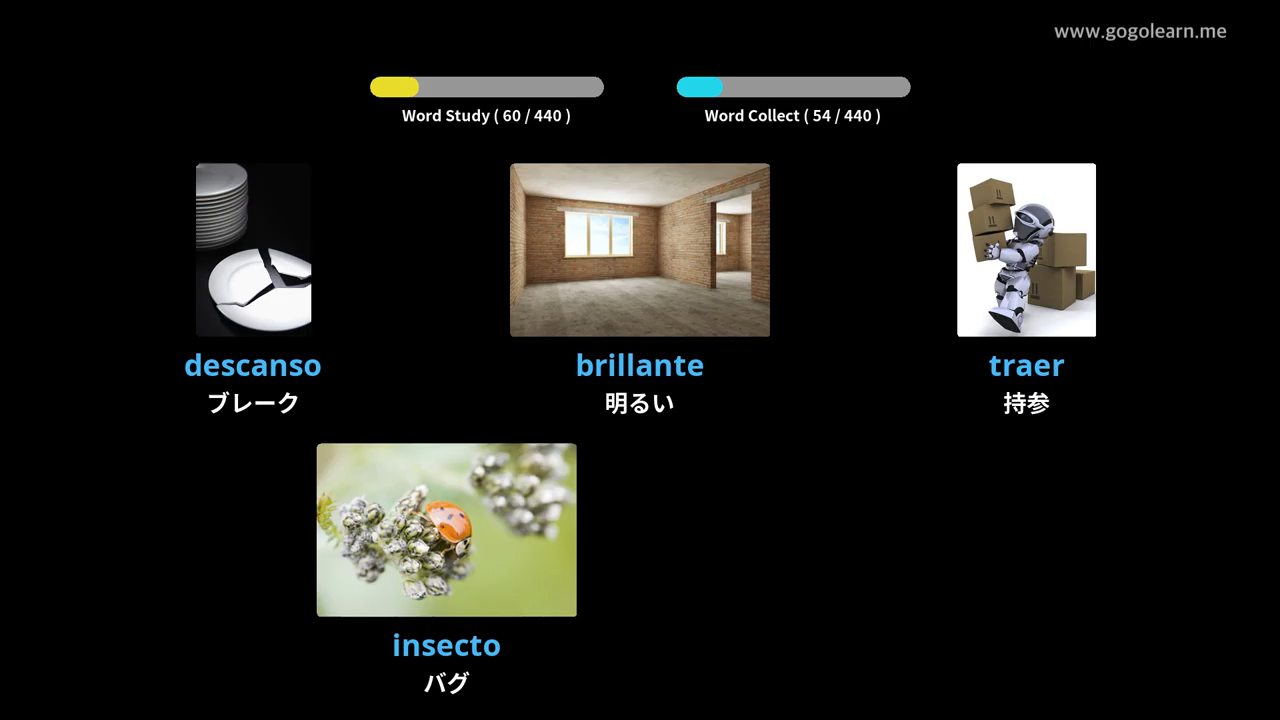 www.gogolearn.me
Word Study ( 60 / 440 )
Word Collect ( 54 / 440 )
descanso
ブレーク
brillante
明るい
traer
持参
insecto
バグ